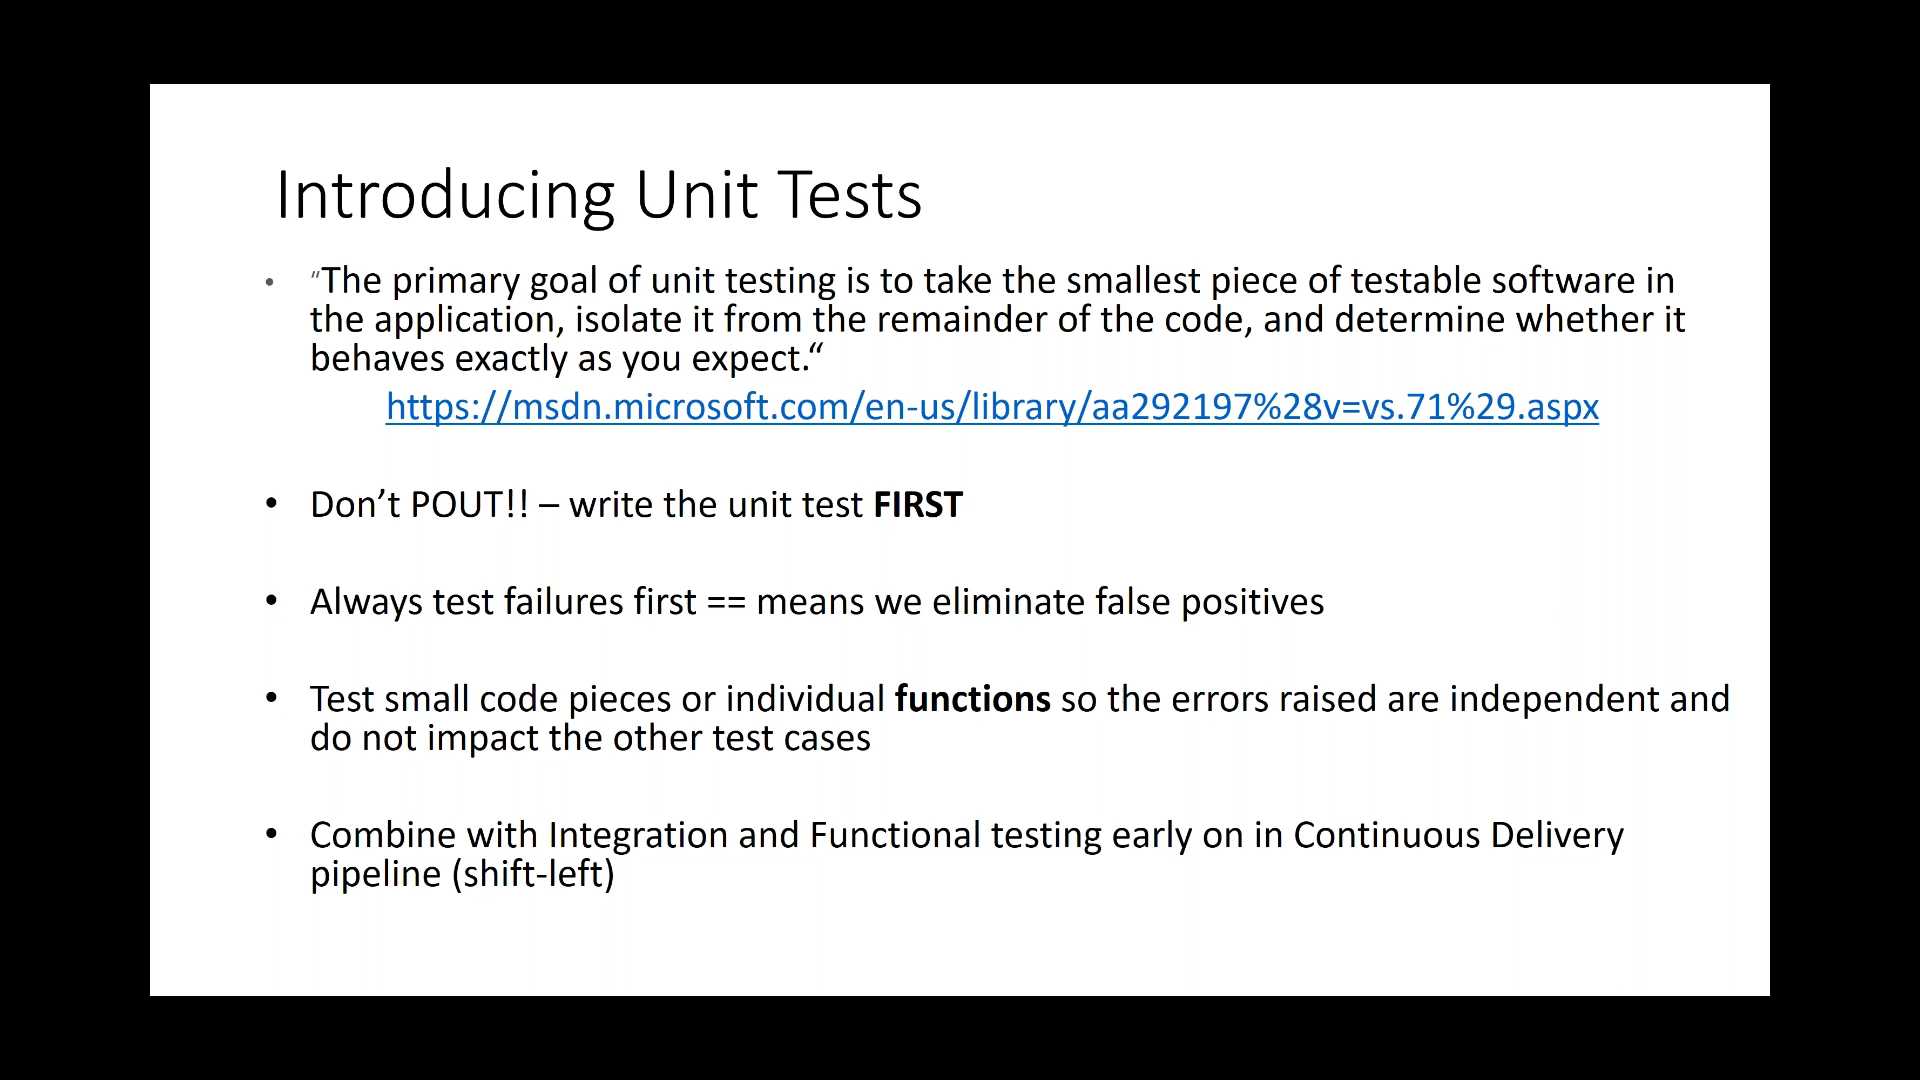 Introducing Unit Tests
• “The primary goal of unit testing is to take the smallest piece of testable software in
the application, isolate it from the remainder of the code, and determine whether it
behaves exactly as you expect.“
https://msdn.microsoft.com/en-us/library/aa292197%28v=vs.71%29.aspx
• Don’t POUT!! – write the unit test FIRST
• Always test failures first == means we eliminate false positives
• Test small code pieces or individual functions so the errors raised are independent and
do not impact the other test cases
• Combine with Integration and Functional testing early on in Continuous Delivery
pipeline (shift-left)